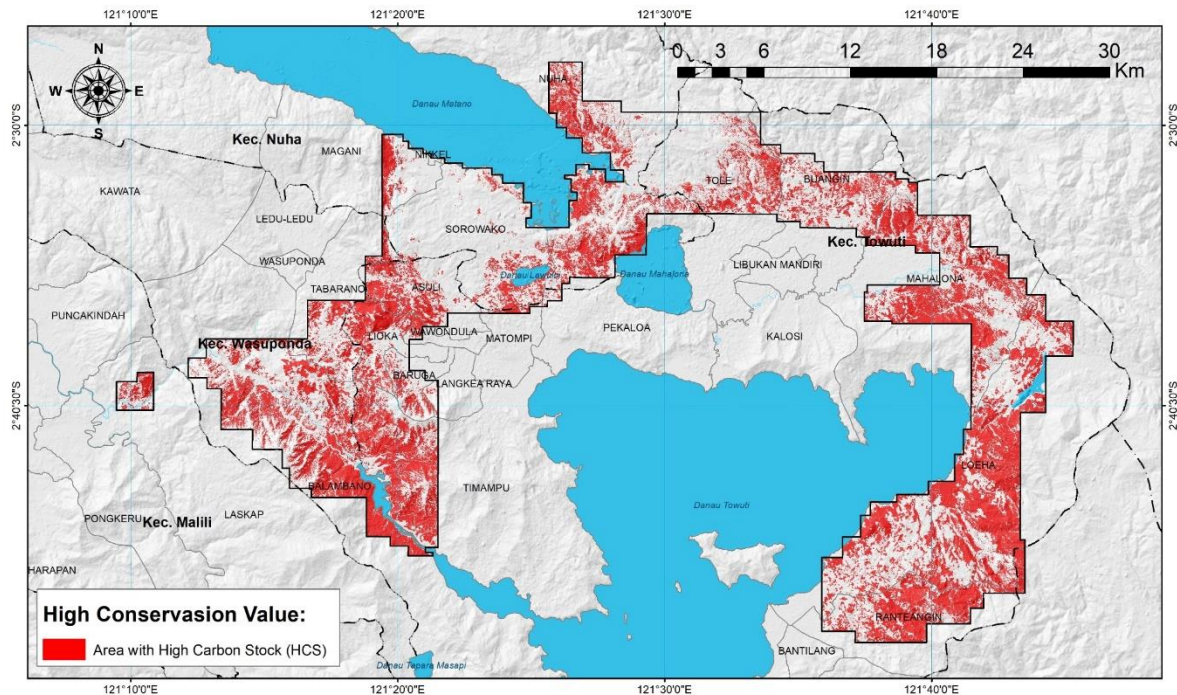 121°10'0"E 121°20'0"E 121°30'0"E 121°40'0"E
N
W E
S
0 3 6 12 18 24 30
Km
NUHA
Danau Matano
2°30'0"S 2°30'0"S
Kec. Nuha
MAGANI
NIKKEL
KAWATA
TOLE
BUANGIN
LEDU-LEDU
SOROWAKO
Kec. Towuti
WASUPONDA
LIBUKAN MANDIRI
Danau Mahalona
MAHALONA
TABARANO
ASULI
PUNCAKINDAH
PEKALOA
LIOKA
WAWONDULA
MATOMPI
KALOSI
Kec. Wasuponda
BARUGA
LANGKEA RAYA
2°40'30"S 2°40'30"S
LOEHA
BALAMBANO
TIMAMPU
Danau Towuti
PONGKERU
Kec. Malili
LASKAP
HARAPAN
High Conservasion Value:
Area with High Carbon Stock (HCS)
RANTEANGIN
BANTILANG
Danau Tapara Masapi
121°10'0"E 121°20'0"E 121°30'0"E 121°40'0"E